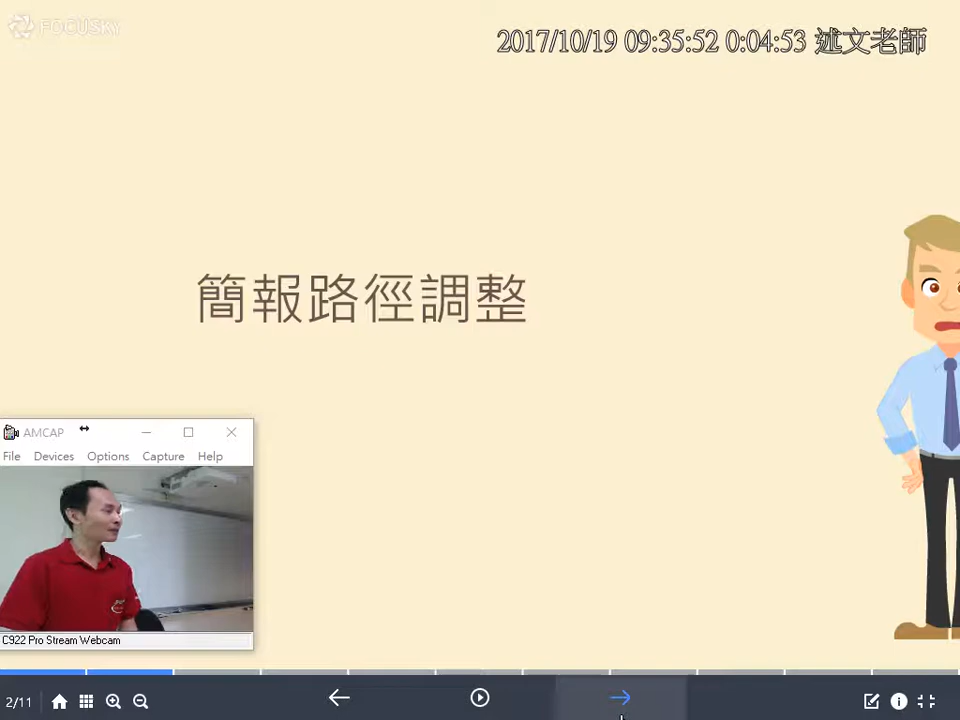 FOCUSKY
2017/10/19 09:35:52 0:04:53 述文老師
簡報路徑調整
AMCAP
File Devices Options Capture Help
C922 Pro Stream Webcam
2/11